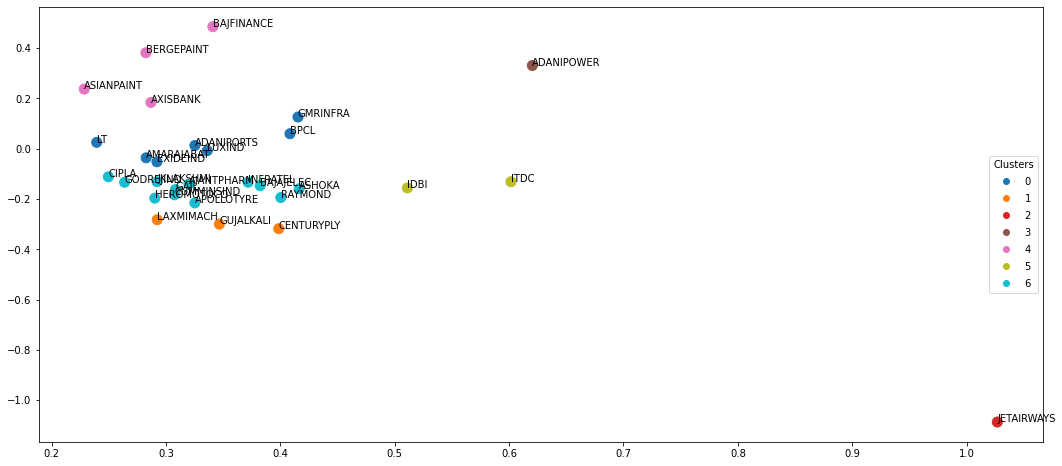 BAJFINANCE
BERGEPAINT
ADANIPOWER
ASIANPAINT
AXISBANK
GMRINFRA
BPCL
LT
ADANIPORTS
LUXIND
AMARAJABAT
EXIDEIND
CIPLA
GODREJIND
AJANTPHARM
INFRATEL
BAJAJELEC
ASHOKA
IDBI
ITDC
HEROMOTOCO
CUMMINSIND
RAYMOND
APOLLOTYRE
LAXMIMACH
GUJALKALI
CENTURYPLY
JETAIRWAYS
Clusters
0
1
2
3
4
5
6
0.4
0.2
0.0
−0.2
−0.4
−0.6
−0.8
−1.0
0.2 0.3 0.4 0.5 0.6 0.7 0.8 0.9 1.0